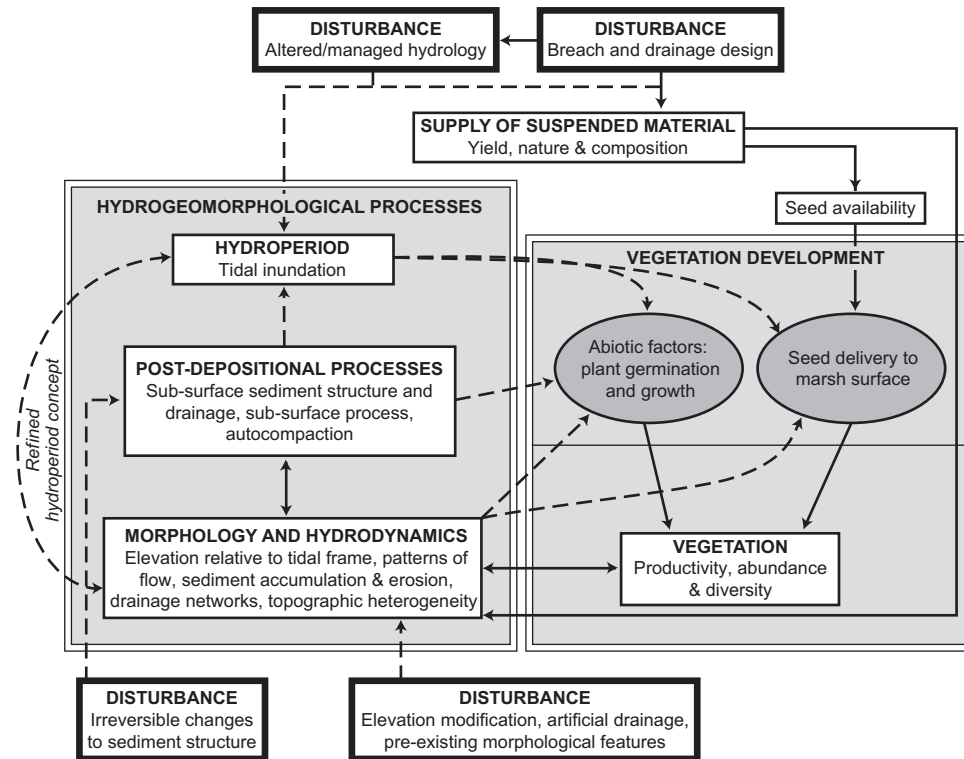 DISTURBANCE
Altered/managed hydrology
DISTURBANCE
Breach and drainage design
SUPPLY OF SUSPENDED MATERIAL
Yield, nature & composition
Seed availability
HYDROGEOMORPHOLOGICAL PROCESSES
HYDROPERIOD
Tidal inundation
VEGETATION DEVELOPMENT
POST-DEPOSITIONAL PROCESSES
Sub-surface sediment structure and
drainage, sub-surface process,
autocompaction
Abiotic factors:
plant germination
and growth
Seed delivery to
marsh surface
Refined
hydroperiod concept
MORPHOLOGY AND HYDRODYNAMICS
Elevation relative to tidal frame, patterns of
flow, sediment accumulation & erosion,
drainage networks, topographic heterogeneity
VEGETATION
Productivity, abundance
& diversity
DISTURBANCE
Irreversible changes
to sediment structure
DISTURBANCE
Elevation modification, artificial drainage,
pre-existing morphological features